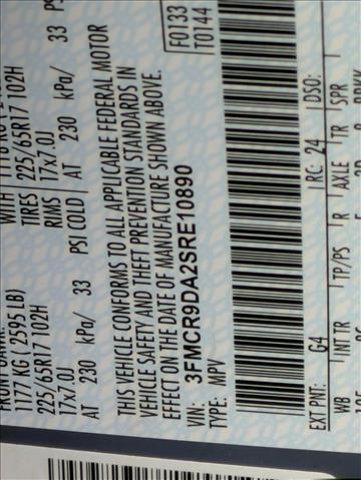 1177 KG ( 2595 LB) WITH
225/65R17 102H TIRES 225/65R17 102H
17x7.0J RIMS 17x7.0J
AT 230 kPa/ 33 PSI COLD AT 230 kPa/ 33
THIS VEHICLE CONFORMS TO ALL APPLICABLE FEDERAL MOTOR
VEHICLE SAFETY AND THEFT PREVENTION STANDARDS IN
EFFECT ON THE DATE OF MANUFACTURE SHOWN ABOVE.
F0133
T0144
VIN: 3FMCR9DA2SRE10890
TYPE: MPV
EXT PNT: G4 RC: 24 DSO:
WB INT TR TP/PS R AXLE TR SPR